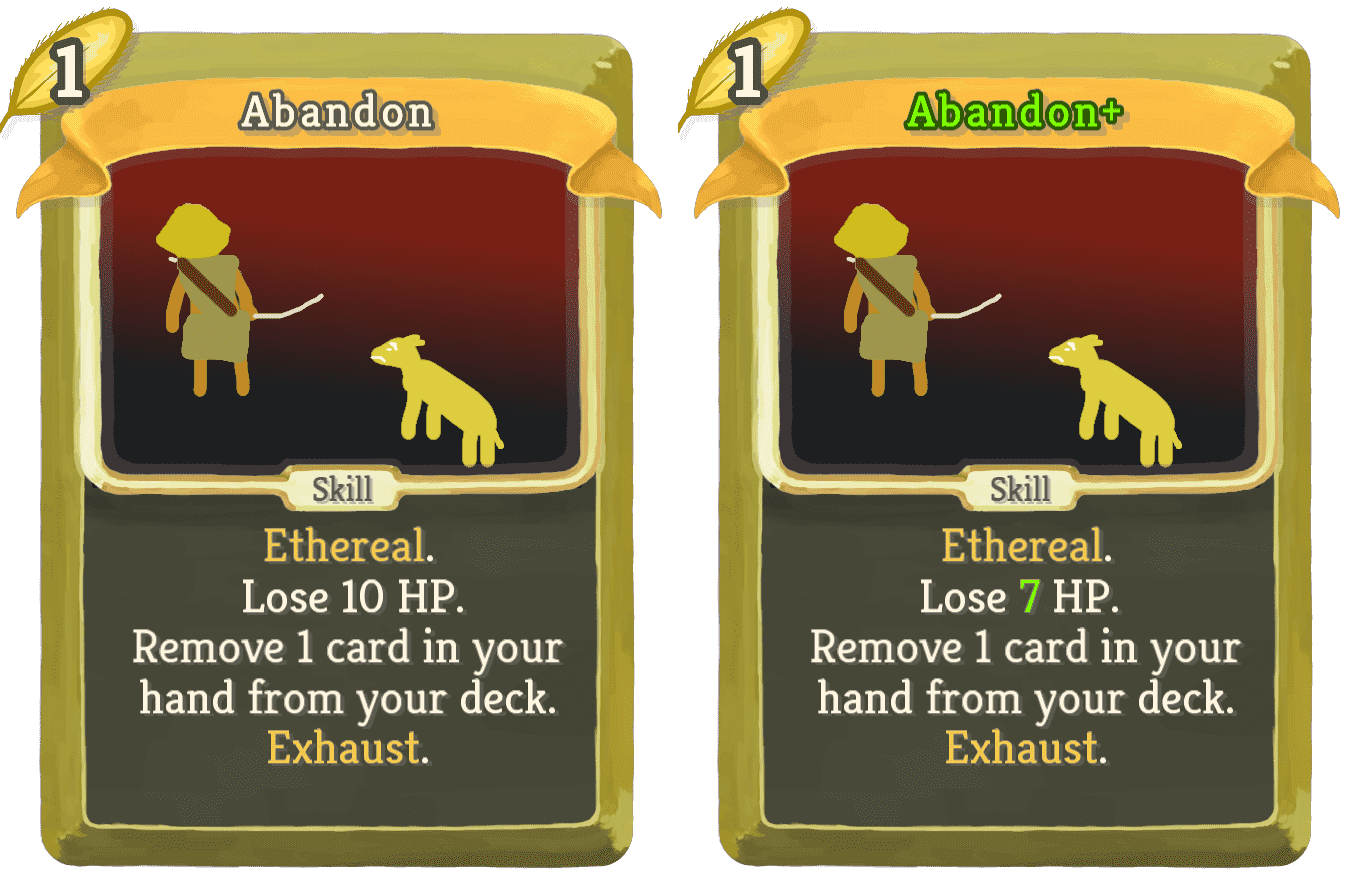 1
Abandon
Skill
Ethereal.
Lose 10 HP.
Remove 1 card in your
hand from your deck.
Exhaust.
1
Abandon+
Skill
Ethereal.
Lose 7 HP.
Remove 1 card in your
hand from your deck.
Exhaust.